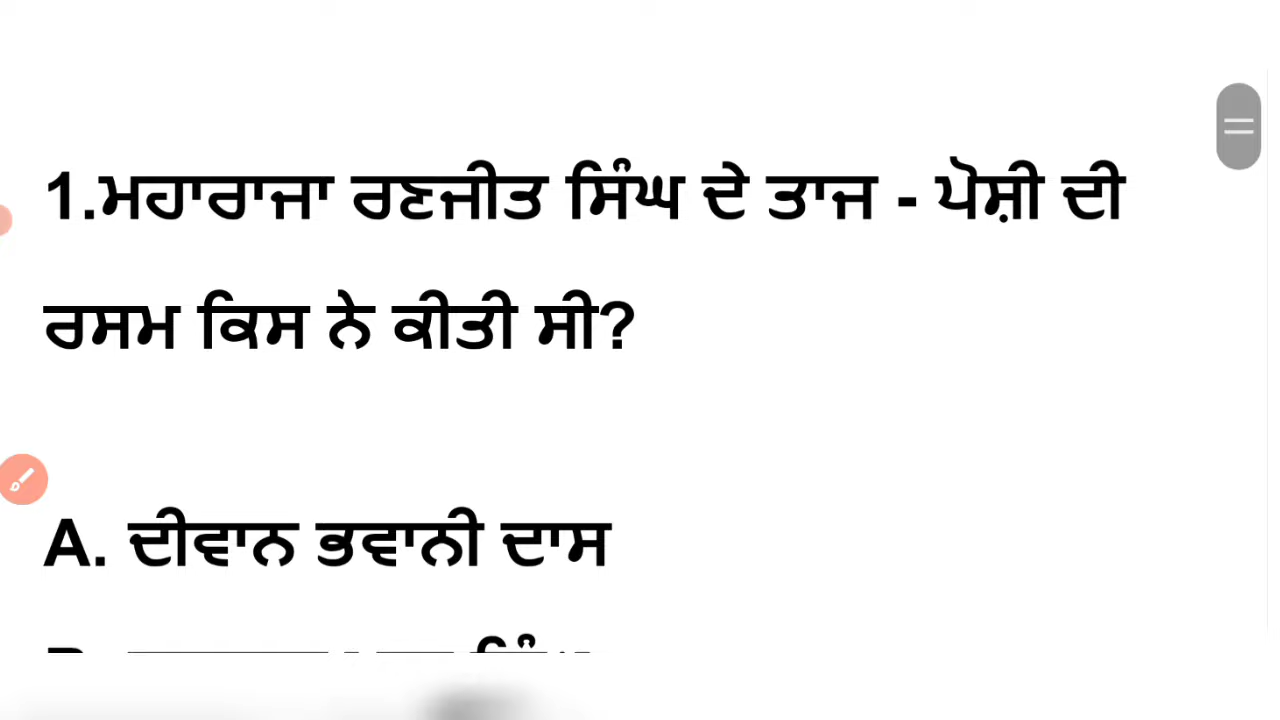 1.ਮਹਾਰਾਜਾ ਰਣਜੀਤ ਸਿੰਘ ਦੇ ਤਾਜ - ਪੋਸ਼ੀ ਦੀ
ਰਸਮ ਕਿਸ ਨੇ ਕੀਤੀ ਸੀ?
A. ਦੀਵਾਨ ਭਵਾਨੀ ਦਾਸ